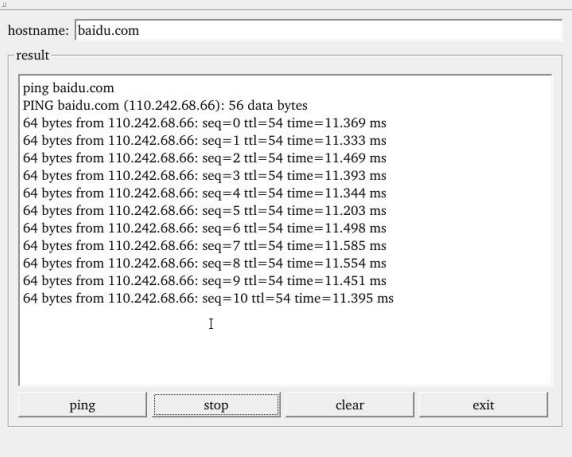 hostname: baidu.com
result
ping baidu.com
PING baidu.com (110.242.68.66): 56 data bytes
64 bytes from 110.242.68.66: seq=0 ttl=54 time=11.369 ms
64 bytes from 110.242.68.66: seq=1 ttl=54 time=11.333 ms
64 bytes from 110.242.68.66: seq=2 ttl=54 time=11.469 ms
64 bytes from 110.242.68.66: seq=3 ttl=54 time=11.393 ms
64 bytes from 110.242.68.66: seq=4 ttl=54 time=11.344 ms
64 bytes from 110.242.68.66: seq=5 ttl=54 time=11.203 ms
64 bytes from 110.242.68.66: seq=6 ttl=54 time=11.498 ms
64 bytes from 110.242.68.66: seq=7 ttl=54 time=11.585 ms
64 bytes from 110.242.68.66: seq=8 ttl=54 time=11.554 ms
64 bytes from 110.242.68.66: seq=9 ttl=54 time=11.451 ms
64 bytes from 110.242.68.66: seq=10 ttl=54 time=11.395 ms
ping stop clear exit